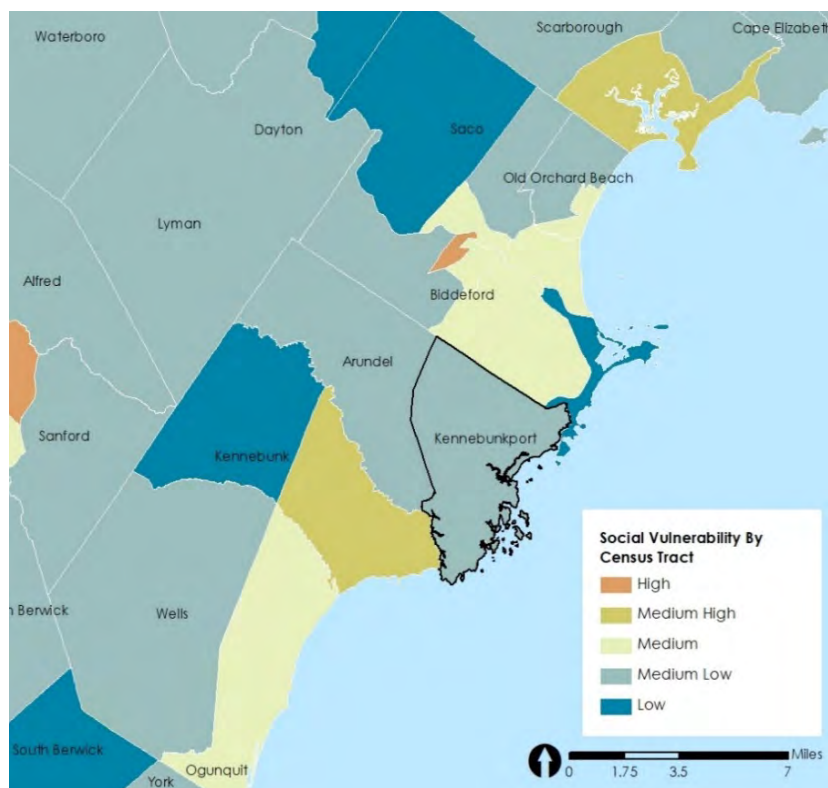 Scarborough
Cape Elizabeth
Waterboro
Dayton
Saco
Old Orchard Beach
Lyman
Alfred
Biddeford
Arundel
Sanford
Kennebunk
Kennebunkport
Social Vulnerability By
Census Tract
High
Medium High
Medium
Medium Low
Low
Berwick
Wells
South Berwick
York
Ogunquit
Miles
0 1.75 3.5 7